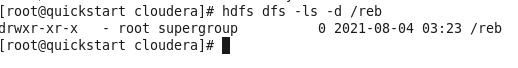 [root@quickstart cloudera]# hdfs dfs -ls -d /reb
drwxr-xr-x   - root supergroup          0 2021-08-04 03:23 /reb
[root@quickstart cloudera]#